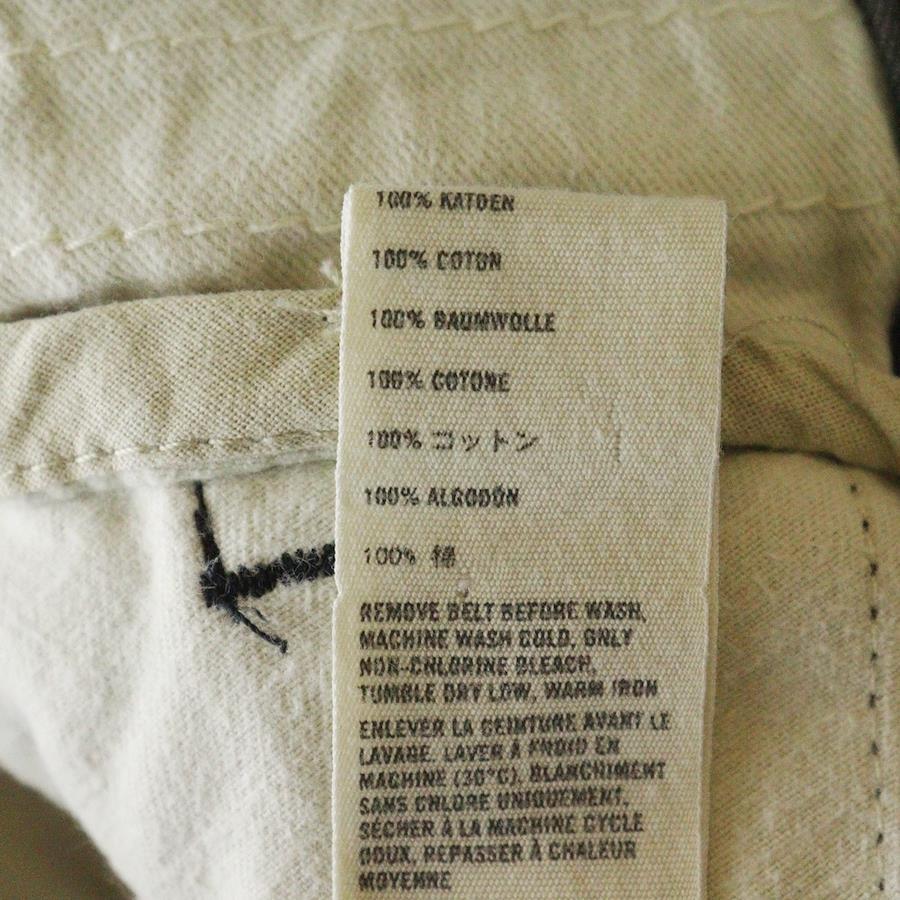 100% KATOEN
100% COTON
100% BAUMWOLLE
100% COTONE
100% コットン
100% ALGODÓN
100% 棉
REMOVE BELT BEFORE WASH,
MACHINE WASH COLD, ONLY
NON-CHLORINE BLEACH,
TUMBLE DRY LOW, WARM IRON
ENLEVER LA CEINTURE AVANT LE
LAVAGE. LAVER À FROID EN
MACHINE (30°C). BLANCHIMENT
SANS CHLORE UNIQUEMENT.
SÉCHER À LA MACHINE CYCLE
DOUX. REPASSER À CHALEUR
MOYENNE